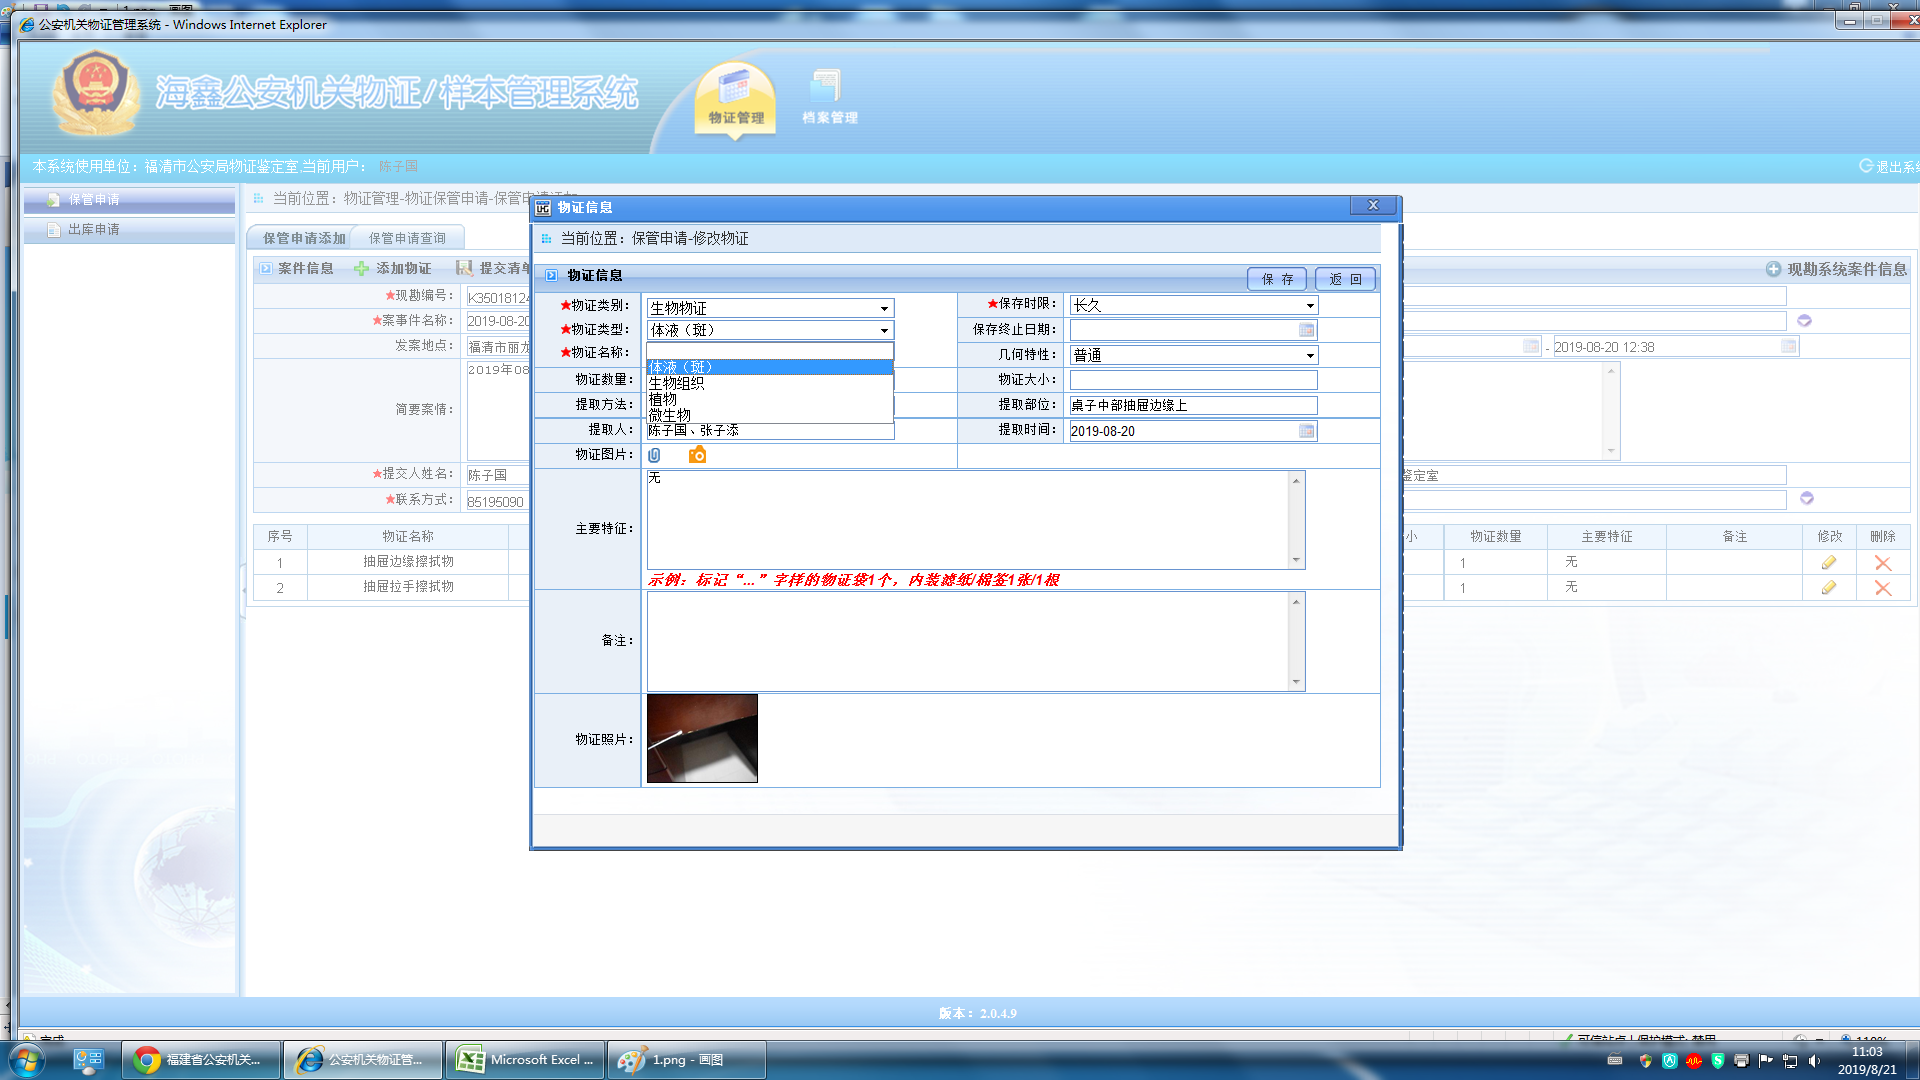 公安机关物证管理系统 - Windows Internet Explorer
海鑫公安机关物证/样本管理系统
物证管理
档案管理
本系统使用单位：福清市公安局物证鉴定室,当前用户： 陈子国
退出系统
保管申请
出库申请
当前位置：物证管理-物证保管申请-保管申请添加
保管申请添加
保管申请查询
案件信息
添加物证
提交清单
现勘系统案件信息
★现勘编号：
K3501812
★案事件名称：
2019-08-20
发案地点：
福清市丽龙
2019-08-20 12:38
简要案情：
2019年08
★提交人姓名：
陈子国
鉴定室
★联系方式：
85195090
序号
物证名称
物证数量
主要特征
备注
修改
删除
1
抽屉边缘擦拭物
1
无
2
抽屉拉手擦拭物
1
无
物证信息
当前位置：保管申请-修改物证
物证信息
保 存
返 回
★物证类别：
生物物证
★保存时限：
长久
★物证类型：
体液（斑）
保存终止日期：
★物证名称：
几何特性：
普通
体液（斑）
生物组织
植物
微生物
物证数量：
物证大小：
提取方法：
提取部位：
桌子中部抽屉边缘上
提取人：
陈子国、张子添
提取时间：
2019-08-20
物证图片：
主要特征：
无
示例：标记“...”字样的物证袋1个，内装滤纸/棉签1张/1根
备注：
物证照片：
版本：2.0.4.9
完成
福建省公安机关...
公安机关物证管...
Microsoft Excel ...
1.png - 画图
11:03
2019/8/21